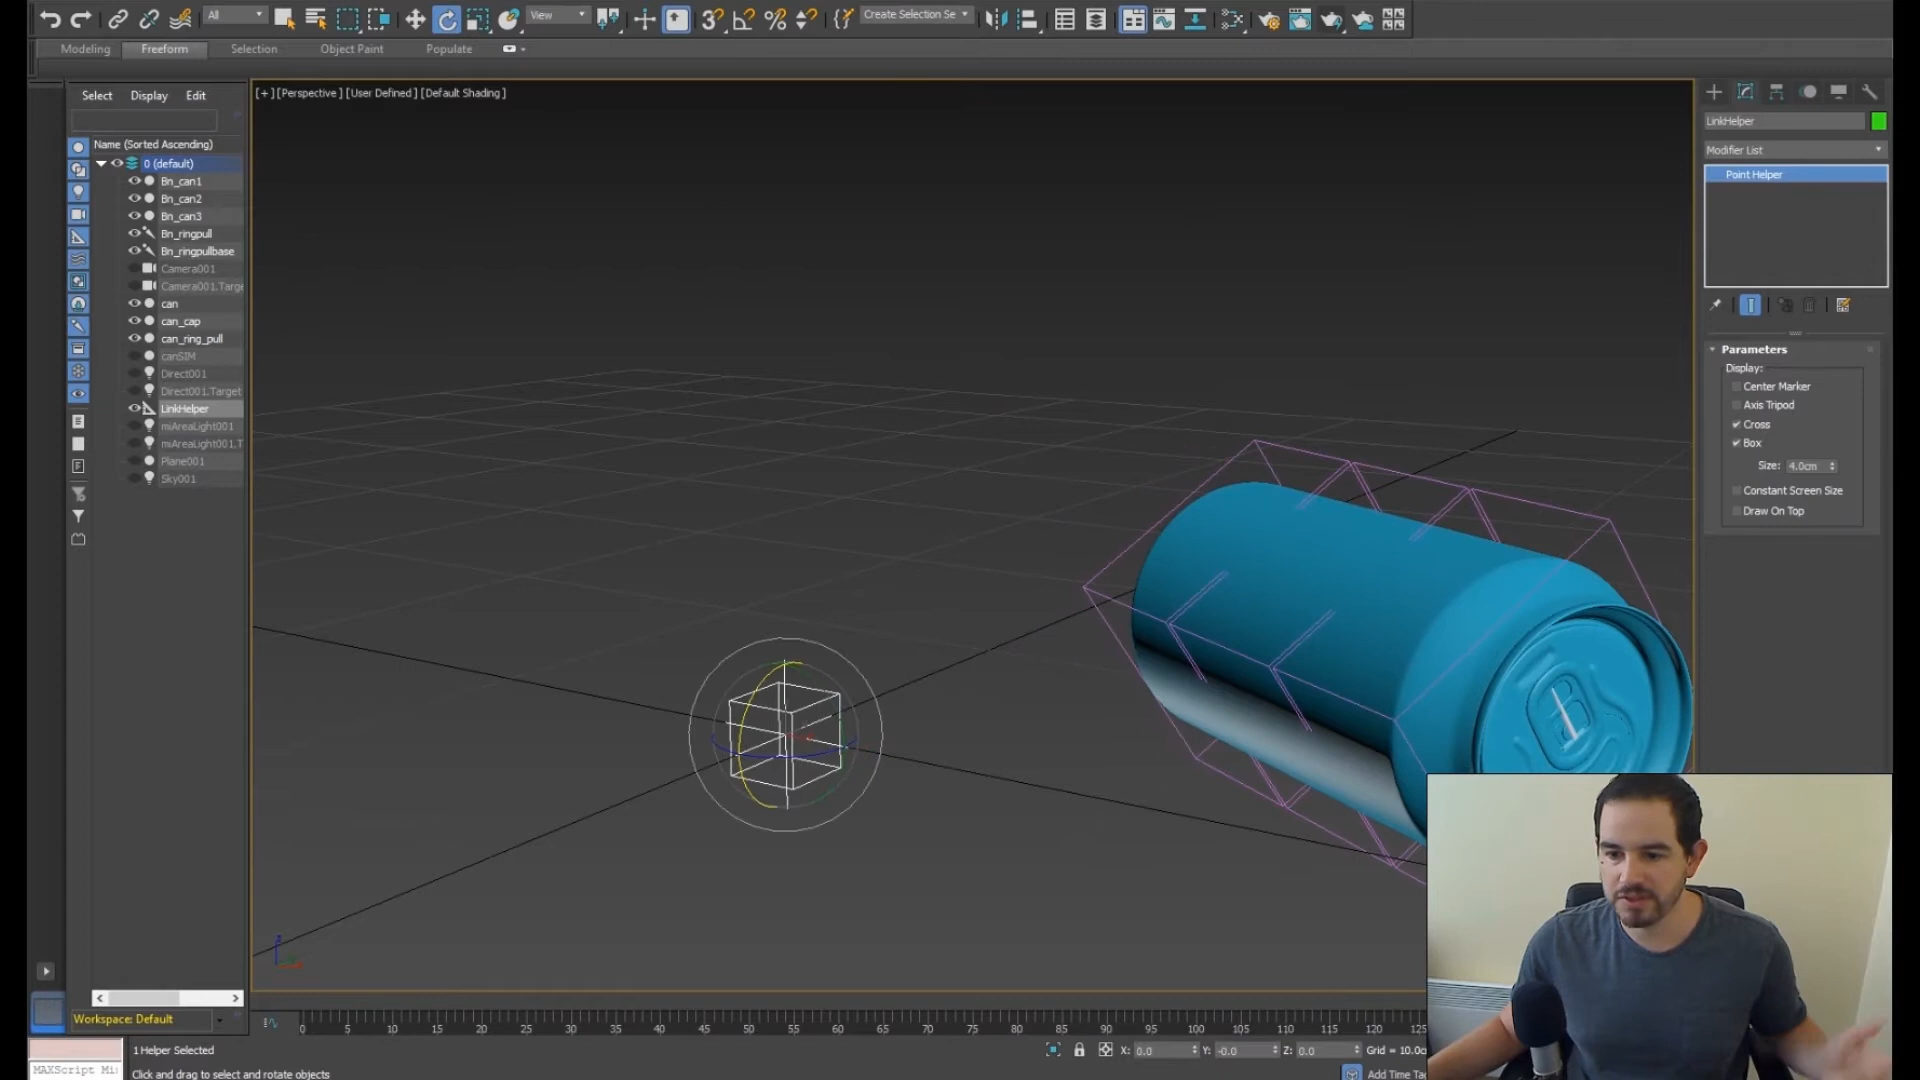 All
View
Create Selection Se
Modeling
Freeform
Selection
Object Paint
Populate
Select
Display
Edit
Name (Sorted Ascending)
0 (default)
Bn_can1
Bn_can2
Bn_can3
Bn_ringpull
Bn_ringpullbase
Camera001
Camera001.Targe
can
can_cap
can_ring_pull
canSIM
Direct001
Direct001.Target
LinkHelper
miAreaLight001
miAreaLight001.T
Plane001
Sky001
Workspace: Default
[+] [Perspective] [User Defined] [Default Shading]
LinkHelper
Modifier List
Point Helper
Parameters
Display:
Center Marker
Axis Tripod
Cross
Box
Size: 4.0cm
Constant Screen Size
Draw On Top
0 5 10 15 20 25 30 35 40 45 50 55 60 65 70 75 80 85 90 95 100 105 110 115 120 125
MAXScript Mi
1 Helper Selected
Click and drag to select and rotate objects
X: 0.0 Y: -0.0 Z: 0.0 Grid = 10.0c
Add Time Tag